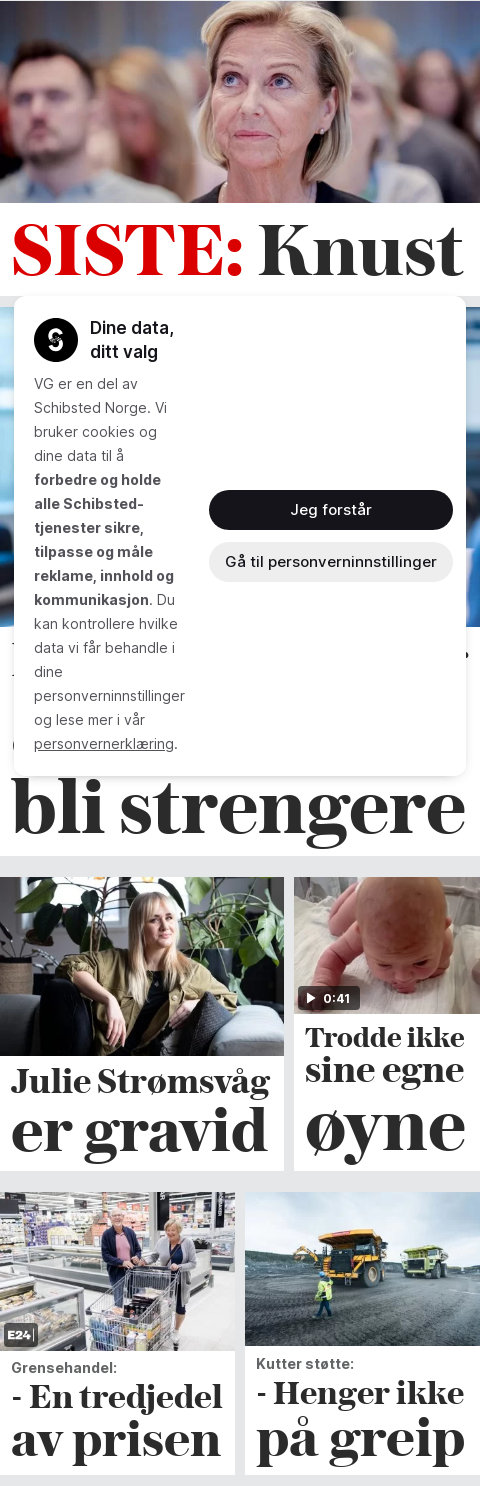 SISTE: Knust
Dine data,
ditt valg
VG er en del av
Schibsted Norge. Vi
bruker cookies og
dine data til å
forbedre og holde
alle Schibsted-
tjenester sikre,
tilpasse og måle
reklame, innhold og
kommunikasjon. Du
kan kontrollere hvilke
data vi får behandle i
dine
personverninnstillinger
og lese mer i vår
personvernerklæring.
Jeg forstår
Gå til personverninnstillinger
bli strengere
0:41
Julie Strømsvåg
er gravid
Trodde ikke
sine egne
øyne
E24
Grensehandel:
- En tredjedel
av prisen
Kutter støtte:
- Henger ikke
på greip